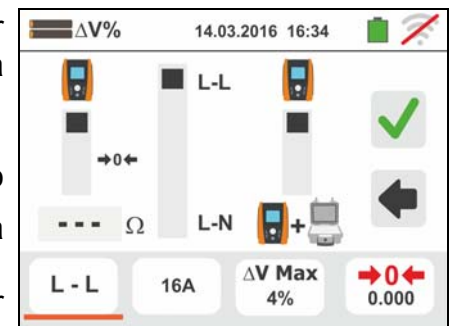 ΔV% 14.03.2016 16:34
L-L
→0←
--- Ω L-N +
L - L 16A ΔV Max 4% →0← 0.000